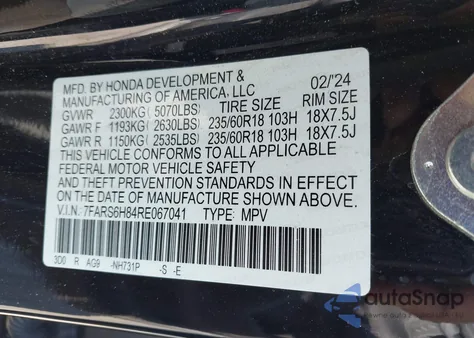 MFD. BY HONDA DEVELOPMENT &
MANUFACTURING OF AMERICA, LLC 02/'24
GVWR 2300KG (5070LBS) TIRE SIZE RIM SIZE
GAWR F 1193KG (2630LBS) 235/60R18 103H 18X7.5J
GAWR R 1150KG (2535LBS) 235/60R18 103H 18X7.5J
THIS VEHICLE CONFORMS TO ALL APPLICABLE
FEDERAL MOTOR VEHICLE SAFETY
AND THEFT PREVENTION STANDARDS IN EFFECT
ON THE DATE OF MANUFACTURE SHOWN ABOVE.
V.I.N.:7FARS6H84RE067041 TYPE: MPV
3D0 R AG9 -NH731P -S -E
autoSnap